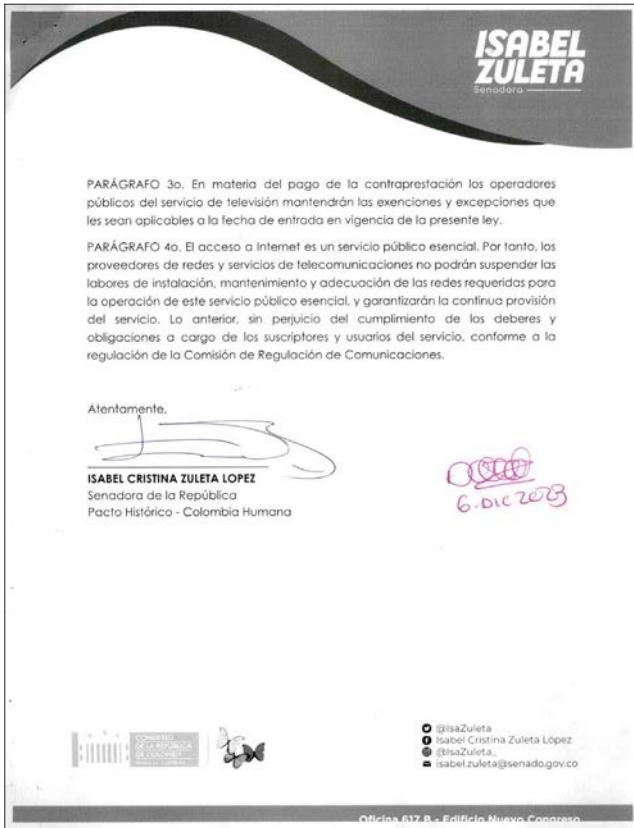 ISABEL
ZULETA
Senadora
PARÁGRAFO 3o. En materia del pago de la contraprestación los operadores
públicos del servicio de televisión mantendrán las exenciones y excepciones que
les sean aplicables a la fecha de entrada en vigencia de la presente ley.
PARÁGRAFO 4o. El acceso a Internet es un servicio público esencial. Por tanto, los
proveedores de redes y servicios de telecomunicaciones no podrán suspender las
labores de instalación, mantenimiento y adecuación de las redes requeridas para
la operación de este servicio público esencial, y garantizarán la continua provisión
del servicio. Lo anterior, sin perjuicio del cumplimiento de los deberes y
obligaciones a cargo de los suscriptores y usuarios del servicio, conforme a la
regulación de la Comisión de Regulación de Comunicaciones.
Atentamente,
ISABEL CRISTINA ZULETA LOPEZ
Senadora de la República
Pacto Histórico - Colombia Humana
6.DIC 2023
CONGRESO
DE LA REPÚBLICA
DE COLOMBIA
@IsaZuleta
Isabel Cristina Zuleta López
@IsaZuleta_
isabel.zuleta@senado.gov.co
Oficina 617 B - Edificio Nuevo Congreso